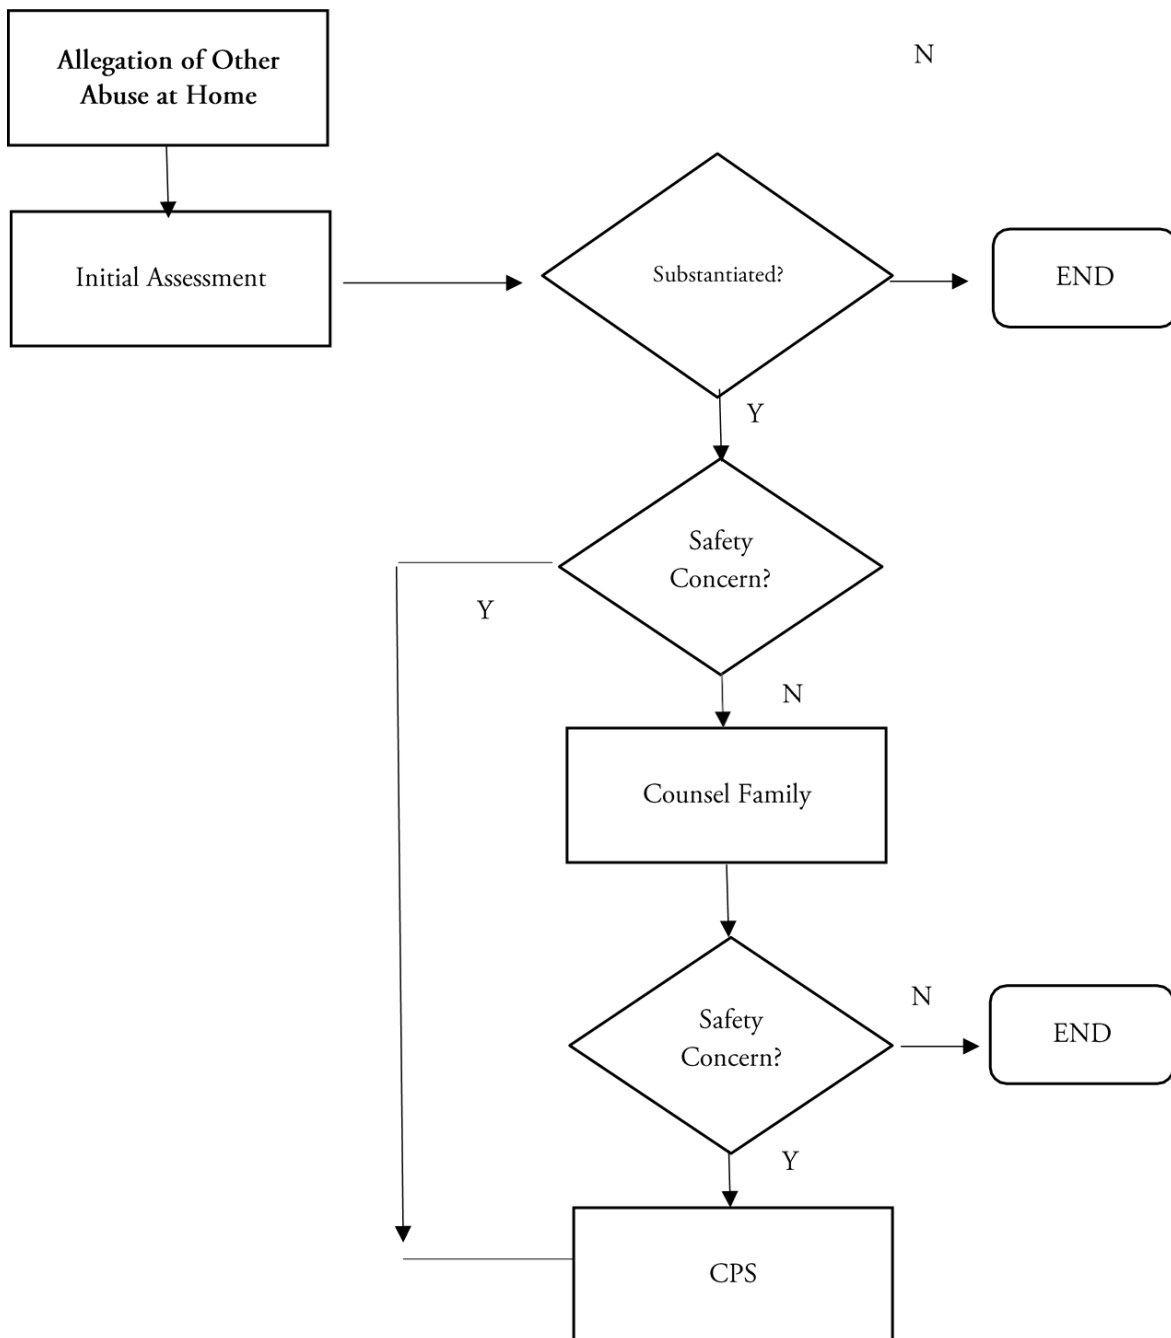 Allegation of Other
Abuse at Home
N
Initial Assessment
Substantiated?
END
Y
Safety
Concern?
Y
N
Counsel Family
Safety
Concern?
N
END
Y
CPS